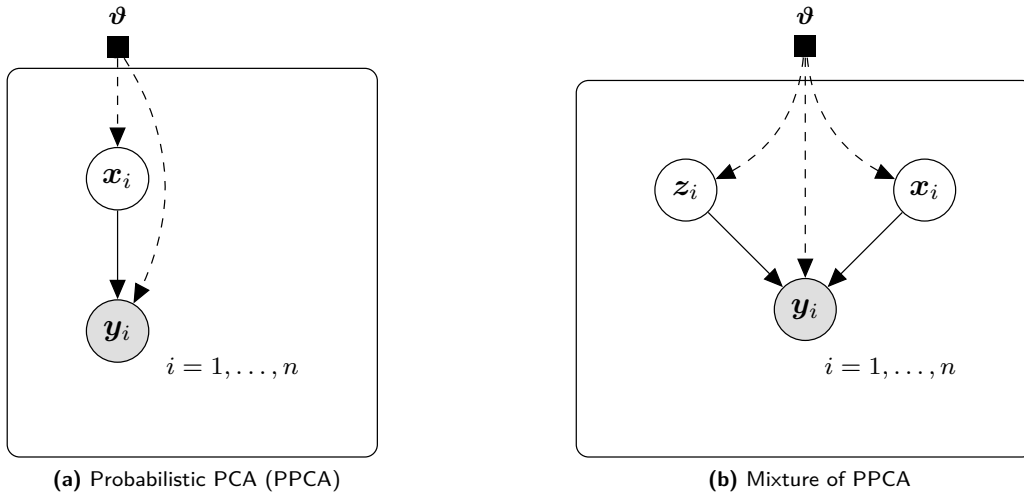 ϑ
x_i
y_i
i = 1, . . . , n
(a) Probabilistic PCA (PPCA)
ϑ
z_i
x_i
y_i
i = 1, . . . , n
(b) Mixture of PPCA